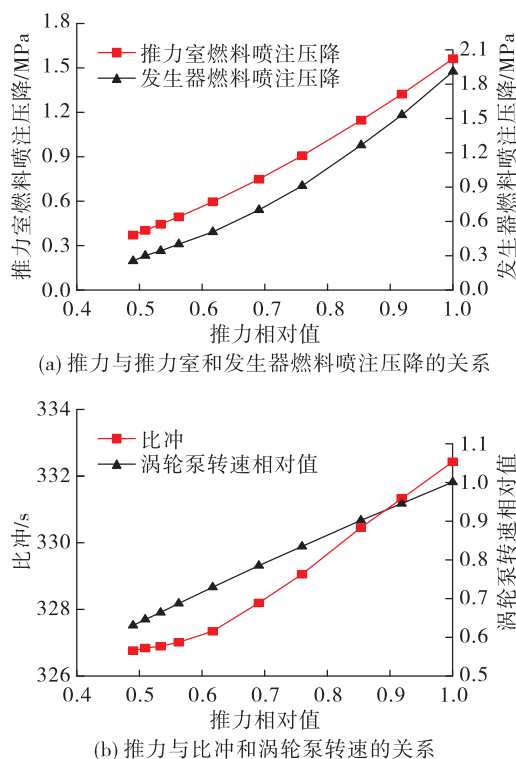 1.8
1.5
1.2
0.9
0.6
0.3
0.0
推力室燃料喷注压降/MPa
推力室燃料喷注压降
发生器燃料喷注压降
2.1
1.8
1.5
1.2
0.9
0.6
0.3
0.0
发生器燃料喷注压降/MPa
0.4 0.5 0.6 0.7 0.8 0.9 1.0
推力相对值
(a) 推力与推力室和发生器燃料喷注压降的关系
334
332
330
328
326
比冲/s
比冲
涡轮泵转速相对值
1.1
1.0
0.9
0.8
0.7
0.6
0.5
涡轮泵转速相对值
0.4 0.5 0.6 0.7 0.8 0.9 1.0
推力相对值
(b) 推力与比冲和涡轮泵转速的关系